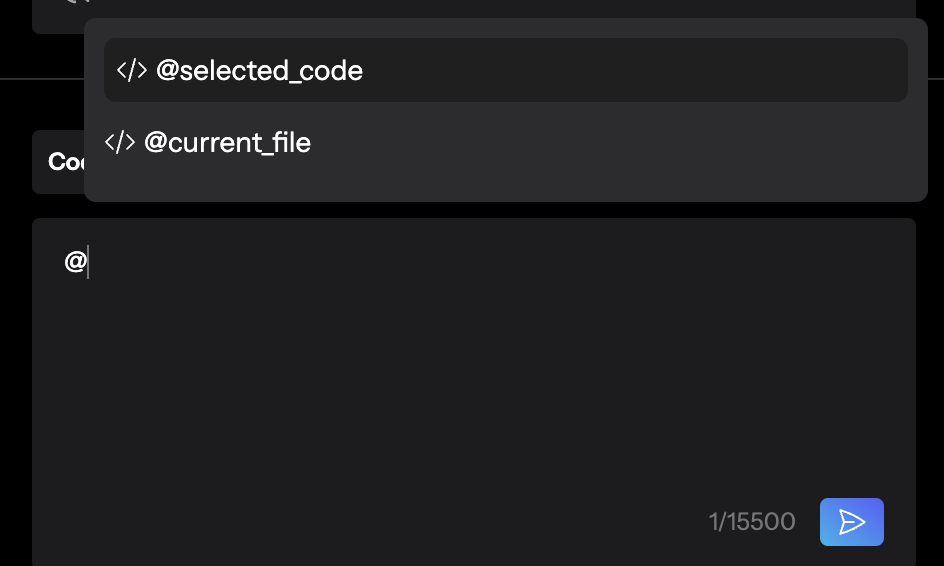 </> @selected_code
</> @current_file
@
1/15500